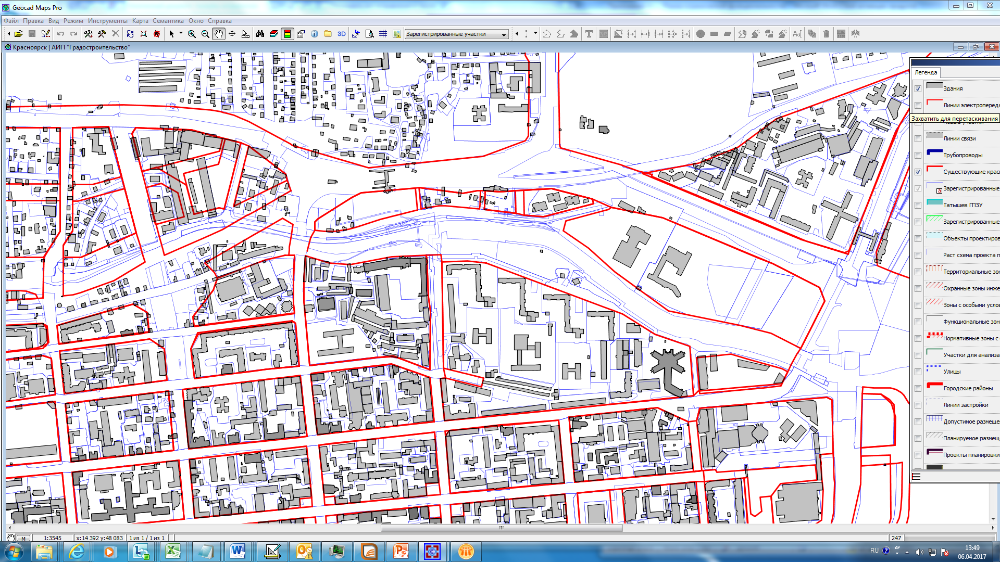 Geocad Maps Pro
Файл Правка Вид Режим Инструменты Карта Семантика Окно Справка
3D
Зарегистрированные участки
Aa
Красноярск | АИП "Градостроительство"
Легенда
Здания
Линии электропереда
Захватить для перетаскивания
Линии связи
Трубопроводы
Существующие крас
a
Зарегистрированные
Татышев ГПЗУ
Зарегистрированные
Объекты проектиров
Раст схема проекта п
Территориальные зон
Охранные зоны инже
Зоны с особыми усло
Функциональные зон
Нормативные зоны с
Участки для анализа
Улицы
Городские районы
Линии застройки
Допустимое размеще
Планируемое размещ
Проекты планировки
М 1:3545 x:14 392 y:48 083 1 из 1 / 1 из 1 247
RU 13:49
06.04.2017